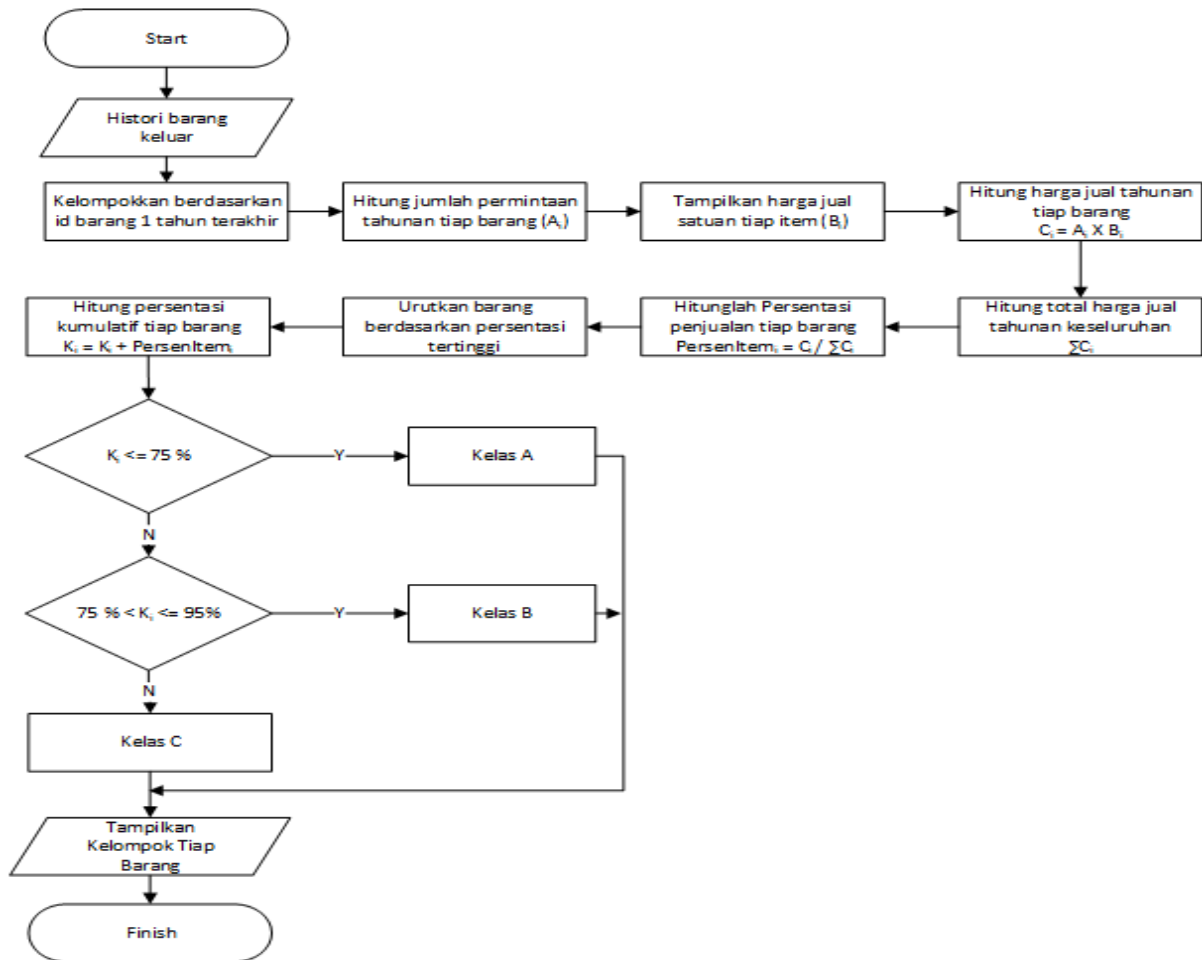 Start
Histori barang
keluar
Kelompokkan berdasarkan
id barang 1 tahun terakhir
Hitung jumlah permintaan
tahunan tiap barang (Aᵢ)
Tampilkan harga jual
satuan tiap item (Bᵢ)
Hitung harga jual tahunan
tiap barang
Cᵢ = Aᵢ X Bᵢ
Hitung total harga jual
tahunan keseluruhan
∑Cᵢ
Hitunglah Persentasi
penjualan tiap barang
PersenItemᵢ = Cᵢ / ∑Cᵢ
Urutkan barang
berdasarkan persentasi
tertinggi
Hitung persentasi
kumulatif tiap barang
Kᵢ = Kᵢ + PersenItemᵢ
Kᵢ <= 75 %
Y
Kelas A
N
75 % < Kᵢ <= 95%
Y
Kelas B
N
Kelas C
Tampilkan
Kelompok Tiap
Barang
Finish